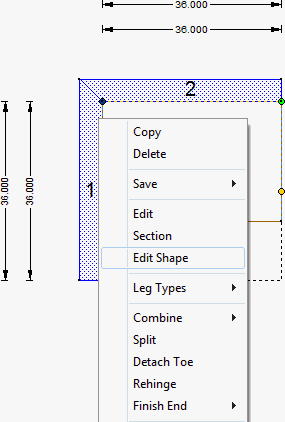 36.000
36.000
2
1
36.000
36.000
Copy
Delete
Save
Edit
Section
Edit Shape
Leg Types
Combine
Split
Detach Toe
Rehinge
Finish End